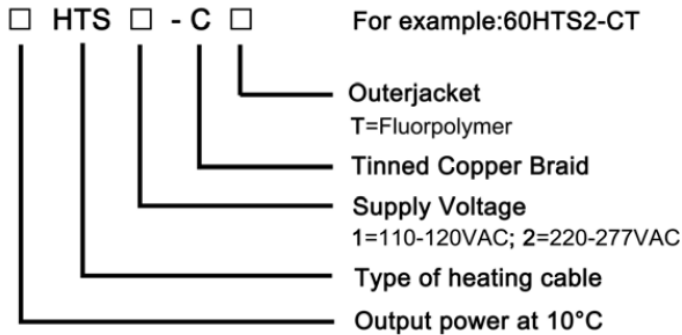 □ HTS □ - C □ For example:60HTS2-CT
Outerjacket
T=Fluorpolymer
Tinned Copper Braid
Supply Voltage
1=110-120VAC; 2=220-277VAC
Type of heating cable
Output power at 10°C